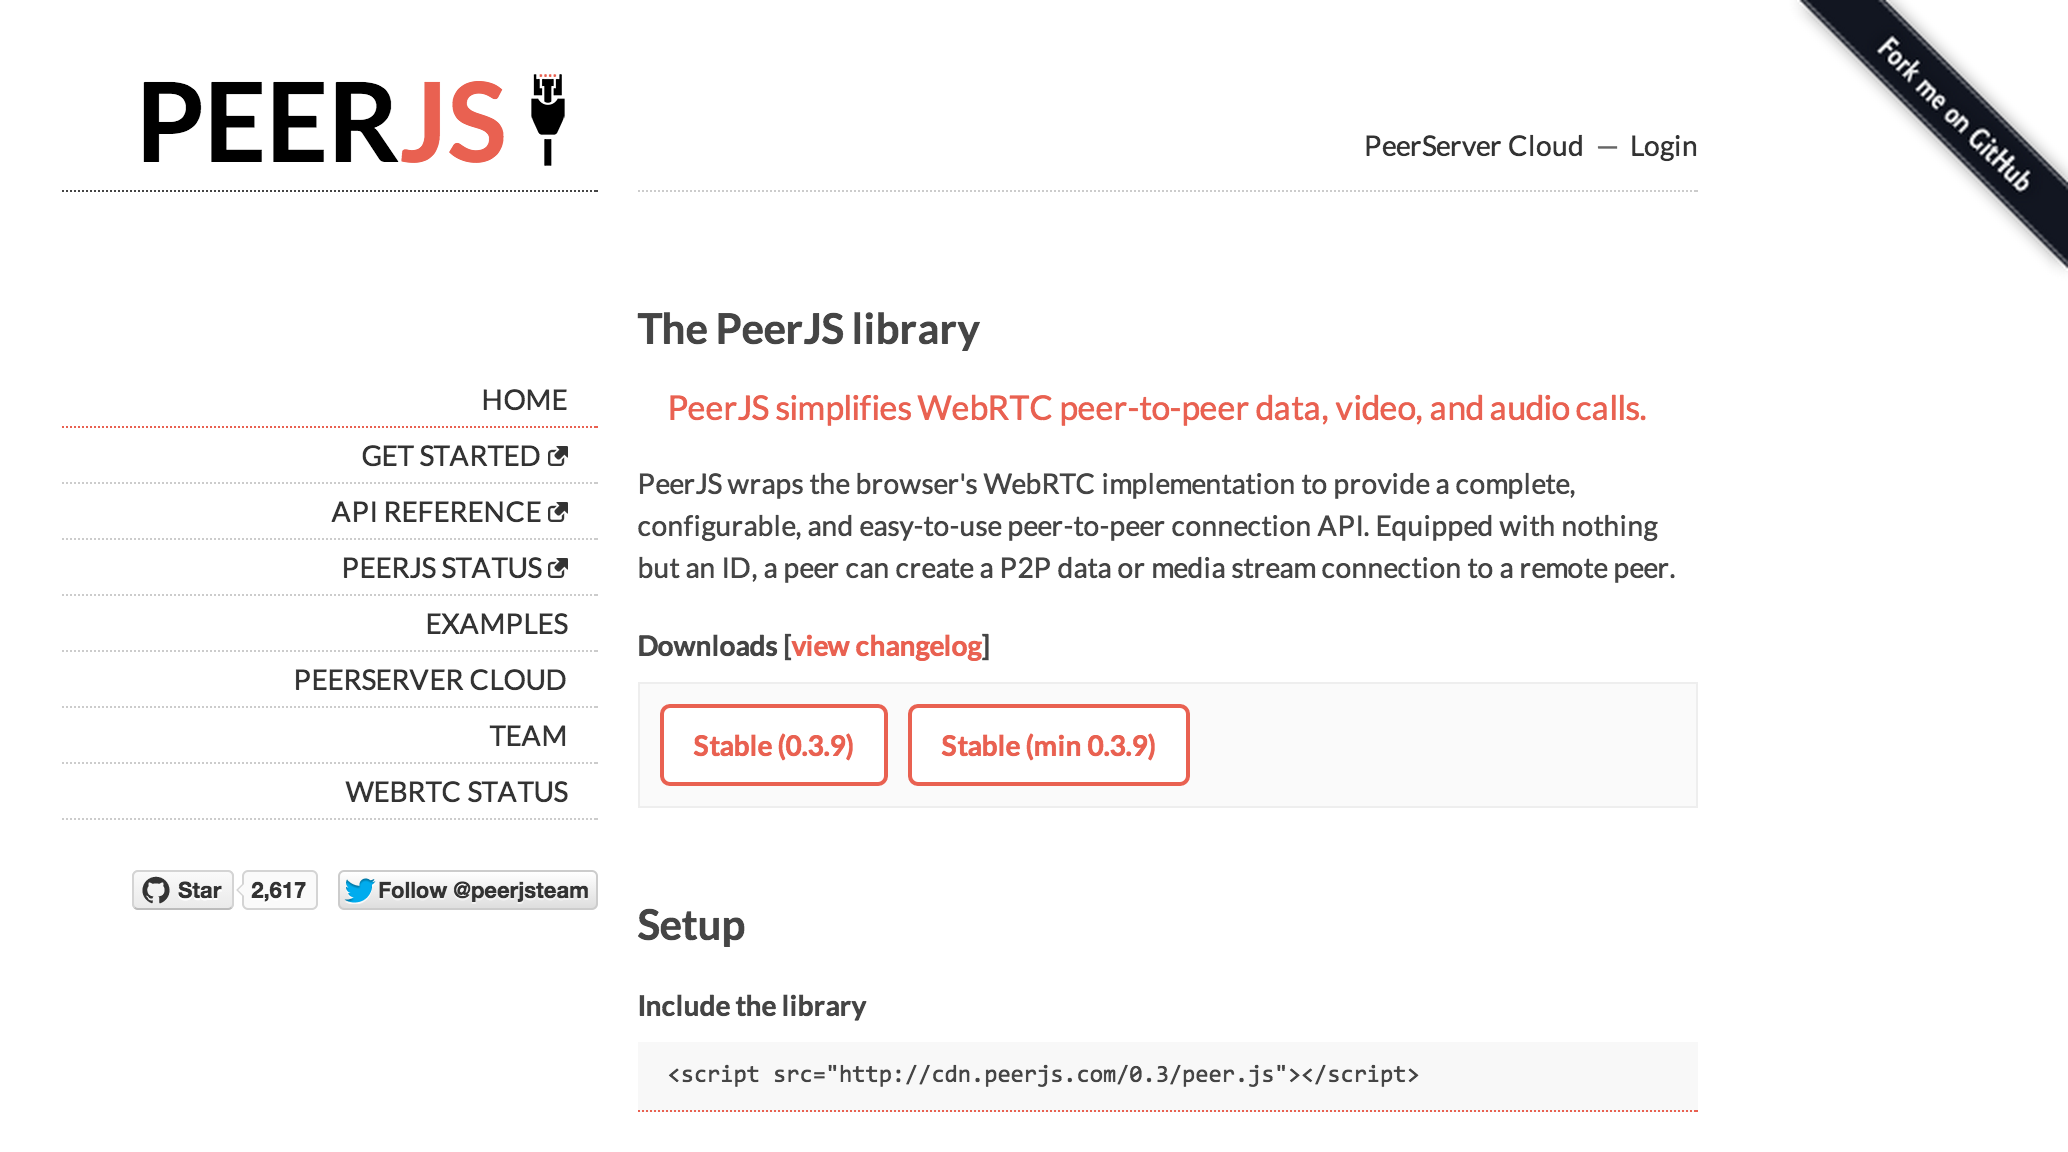 PEERJS
PeerServer Cloud — Login
Fork me on GitHub
HOME
GET STARTED
API REFERENCE
PEERJS STATUS
EXAMPLES
PEERSERVER CLOUD
TEAM
WEBRTC STATUS
Star 2,617 Follow @peerjsteam
The PeerJS library
PeerJS simplifies WebRTC peer-to-peer data, video, and audio calls.
PeerJS wraps the browser's WebRTC implementation to provide a complete,
configurable, and easy-to-use peer-to-peer connection API. Equipped with nothing
but an ID, a peer can create a P2P data or media stream connection to a remote peer.
Downloads [view changelog]
Stable (0.3.9) Stable (min 0.3.9)
Setup
Include the library
<script src="http://cdn.peerjs.com/0.3/peer.js"></script>